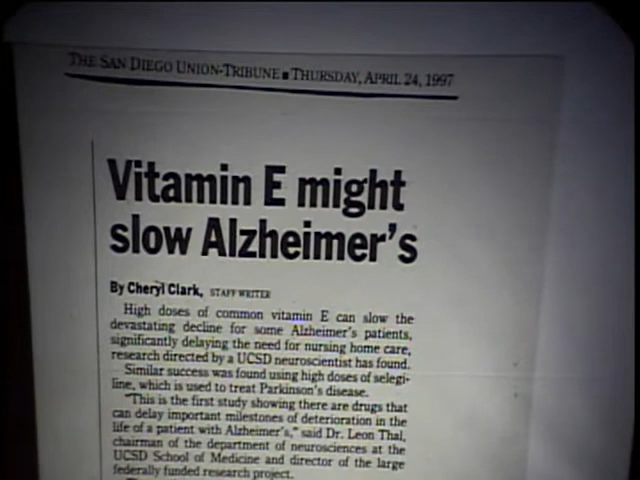 THE SAN DIEGO UNION-TRIBUNE ■ THURSDAY, APRIL 24, 1997
Vitamin E might
slow Alzheimer's
By Cheryl Clark, STAFF WRITER
High doses of common vitamin E can slow the
devastating decline for some Alzheimer's patients,
significantly delaying the need for nursing home care,
research directed by a UCSD neuroscientist has found.
Similar success was found using high doses of selegi-
line, which is used to treat Parkinson's disease.
"This is the first study showing there are drugs that
can delay important milestones of deterioration in the
life of a patient with Alzheimer's," said Dr. Leon Thal,
chairman of the department of neurosciences at the
UCSD School of Medicine and director of the large
federally funded research project.